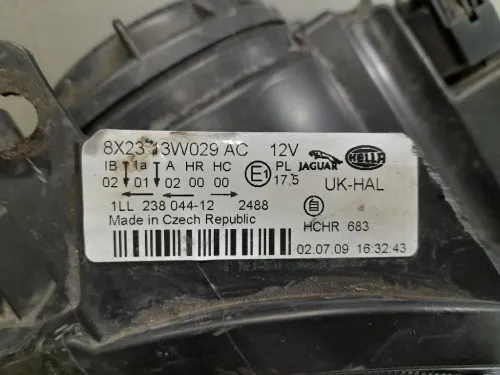 8X23 13W029 AC 12V JAGUAR HELLA
IB 1a A HR HC E1 PL
02 01 02 00 00 17,5 UK-HAL
1LL 238 044-12 2488
Made in Czech Republic HCHR 683
02.07.09 16:32:43